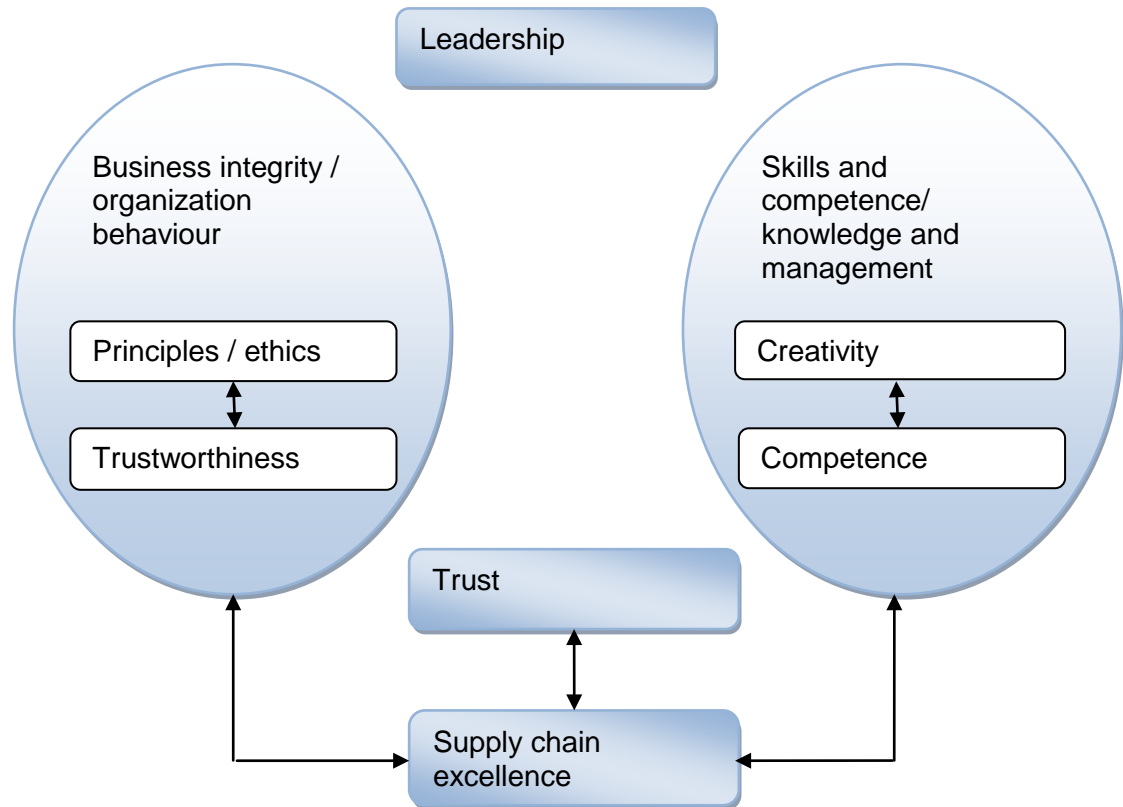 Leadership
Business integrity /
organization
behaviour
Principles / ethics
Trustworthiness
Skills and
competence/
knowledge and
management
Creativity
Competence
Trust
Supply chain
excellence